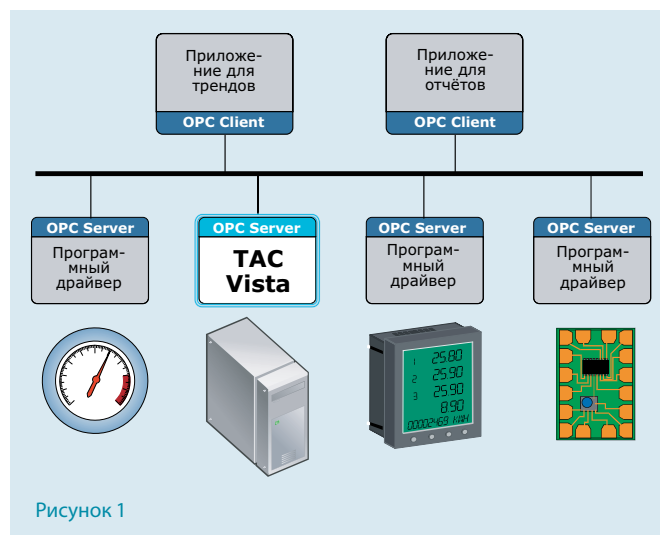 Приложе-
ние для
трендов
OPC Client
Приложе-
ние для
отчётов
OPC Client
OPC Server
Програм-
мный
драйвер
OPC Server
TAC
Vista
OPC Server
Програм-
мный
драйвер
OPC Server
Програм-
мный
драйвер
1 25.80
2 25.90
3 25.90
8.90
00002468 KWH
Рисунок 1